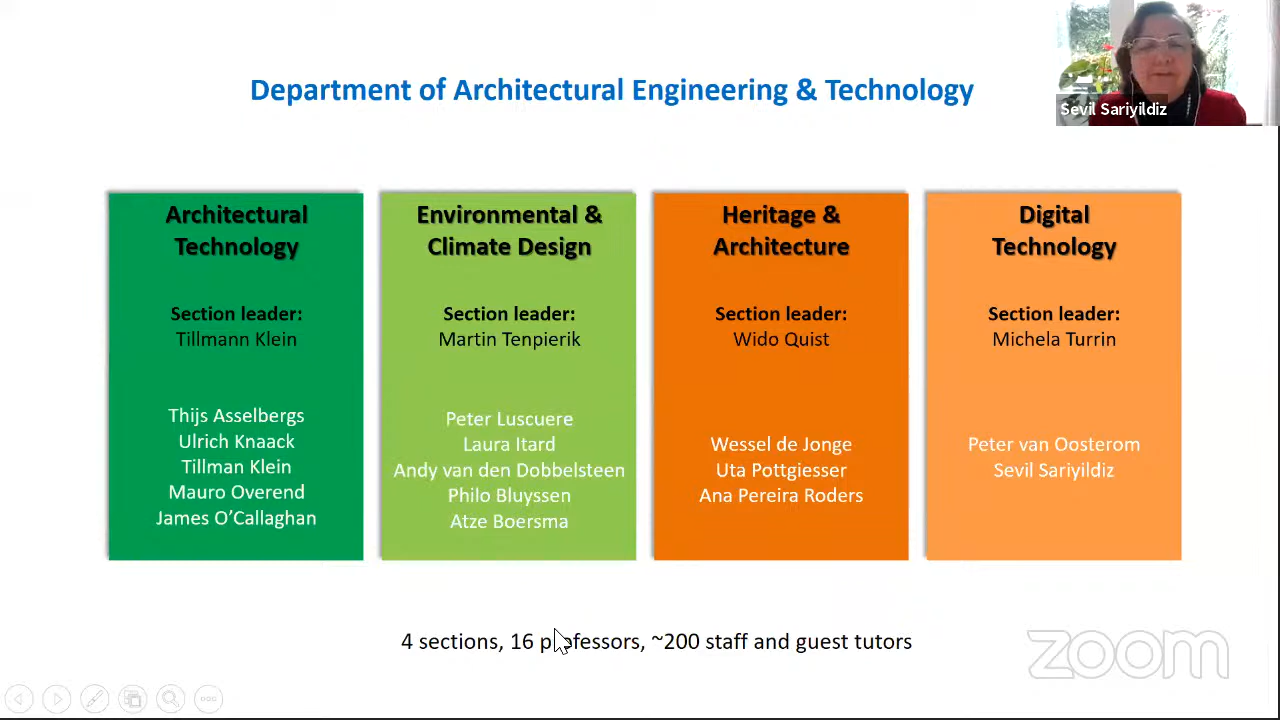 Department of Architectural Engineering & Technology
Sevil Sariyildiz
Architectural
Technology
Section leader:
Tillmann Klein
Thijs Asselbergs
Ulrich Knaack
Tillman Klein
Mauro Overend
James O’Callaghan
Environmental &
Climate Design
Section leader:
Martin Tenpierik
Peter Luscuere
Laura Itard
Andy van den Dobbelsteen
Philo Bluyssen
Atze Boersma
Heritage &
Architecture
Section leader:
Wido Quist
Wessel de Jonge
Uta Pottgiesser
Ana Pereira Roders
Digital
Technology
Section leader:
Michela Turrin
Peter van Oosterom
Sevil Sariyildiz
4 sections, 16 professors, ~200 staff and guest tutors
zoom